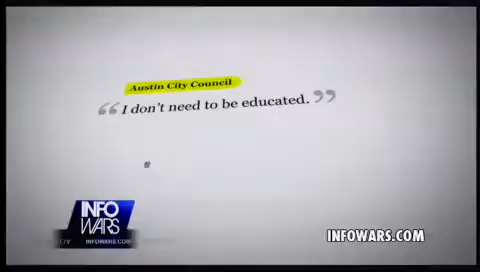 Austin City Council
“ I don't need to be educated. ”
INFO
WARS
INFOWARS.COM
INFOWARS.COM